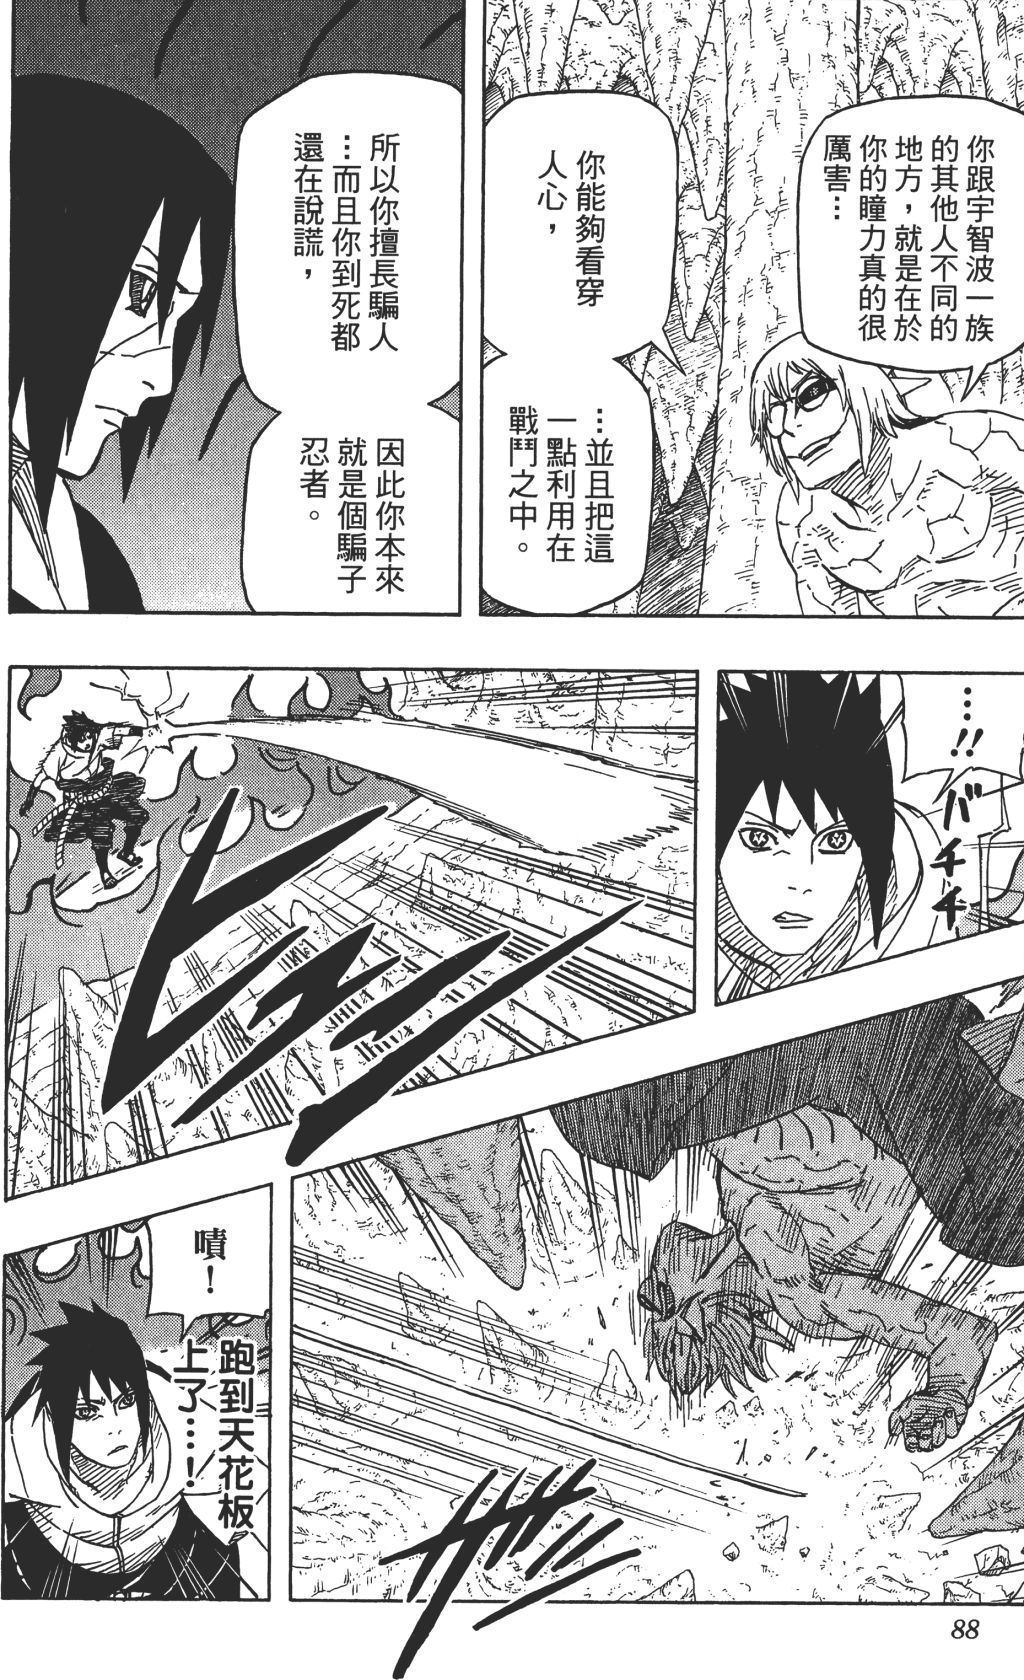 你跟宇智波一族
的其他人不同的
地方，就是在於
你的瞳力真的很
厲害…
你能夠看穿
人心，
…並且把這
一點利用在
戰鬥之中。
所以你擅長騙人
…而且你到死都
還在說謊，
因此你本來
就是個騙子
忍者。
…!!
バチチチ
ビュン
嘖！
跑到天花板
上了…！
88